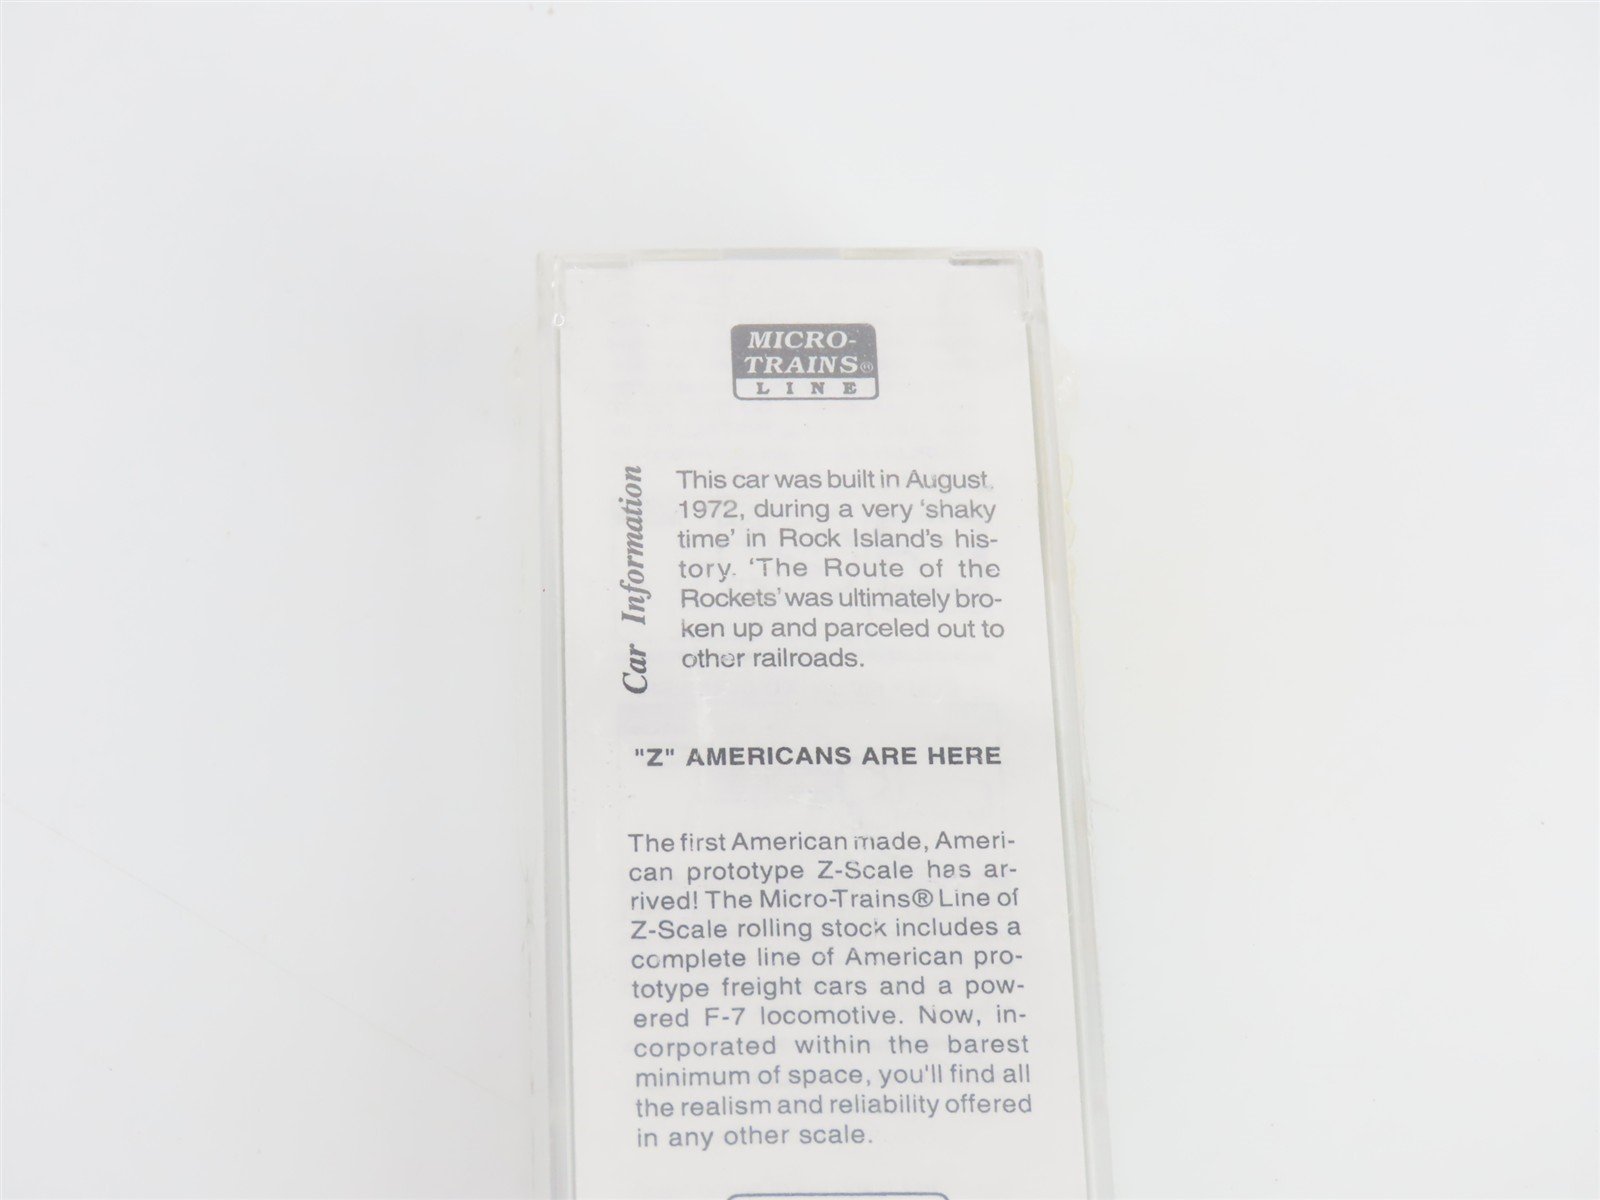 MICRO-
TRAINS®
LINE
Car Information
This car was built in August
1972, during a very ‘shaky
time’ in Rock Island’s his-
tory. ‘The Route of the
Rockets’ was ultimately bro-
ken up and parceled out to
other railroads.
"Z" AMERICANS ARE HERE
The first American made, Ameri-
can prototype Z-Scale has ar-
rived! The Micro-Trains® Line of
Z-Scale rolling stock includes a
complete line of American pro-
totype freight cars and a pow-
ered F-7 locomotive. Now, in-
corporated within the barest
minimum of space, you'll find all
the realism and reliability offered
in any other scale.